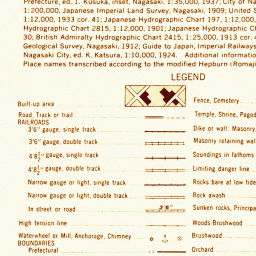 Prefecture, ed. T. Kusuka, inset, Nagasaki, 1:35,000, 1937; City of Na
1:200,000, Japanese Imperial Land Survey, Nagasaki, 1909; United S
1:12,000, 1933 cor. 41; Japanese Hydrographic Chart 197, 1:12,000,
Hydrographic Chart 2815, 1:12,000, 1901; Japanese Hydrographic Ch
30; British Admiralty Hydrographic Chart 2415, 1:25,000, 1913 cor. 4
Geological Survey, Nagasaki, 1912; Guide to Japan, Imperial Railways
Nagasaki City, ed. K. Katsura, 1:10,000, 1924. Additional informatio
Place names transcribed according to the modified Hepburn (Romaji
LEGEND
Built-up area
Road, Track or trail
RAILROADS
3'6" gauge, single track
3'6" gauge, double track
4'8½" gauge, single track
4'8½" gauge, double track
Narrow gauge or light, single track
Narrow gauge or light, double track
In street or road
3'6"
High tension line
Waterwheel or Mill, Anchorage, Chimney
BOUNDARIES
Prefectural
Fence, Cemetery
Temple, Shrine, Pagod
Dike or wall: Masonry
Masonry retaining wall
Soundings in fathoms
Limiting danger line
Rocks bare at low tide
Rock awash
Sunken rocks, Principa
Woods-Brushwood
Brushwood
Orchard